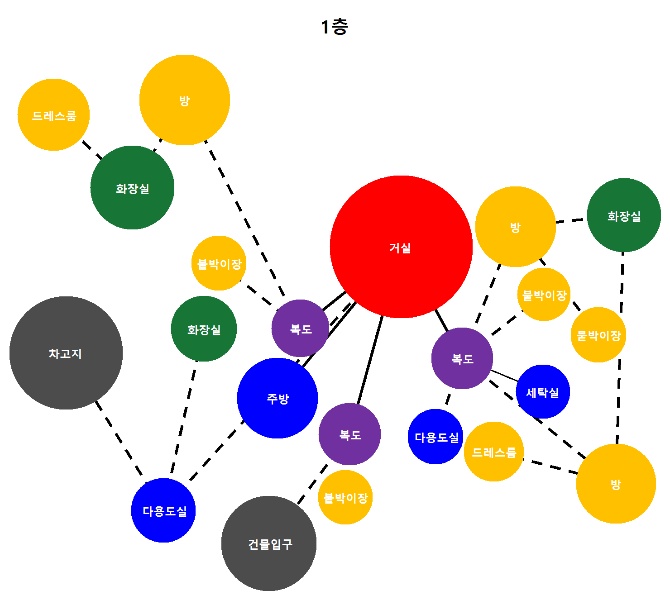 1층
드레스룸
방
화장실
거실
방
화장실
붙박이장
붙박이장
화장실
복도
붙박이장
차고지
복도
주방
세탁실
복도
다용도실
드레스룸
방
붙박이장
다용도실
건물입구